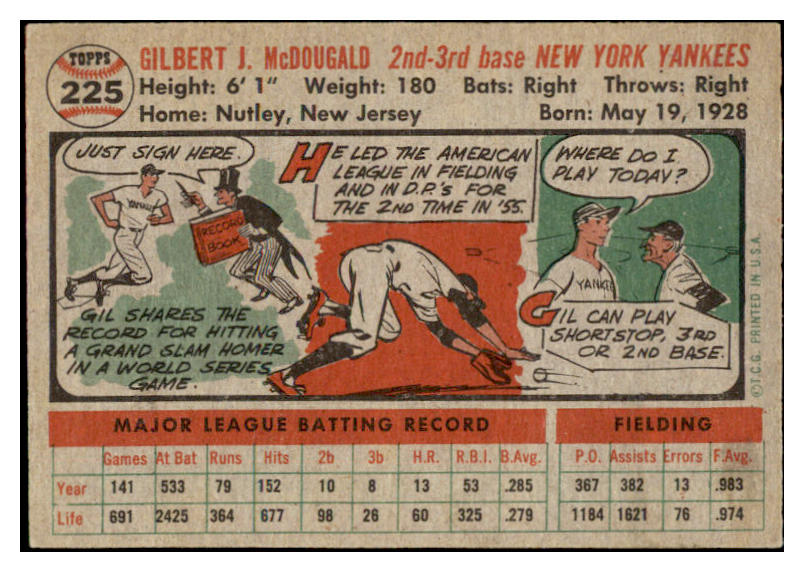 TOPPS
225
GILBERT J. McDOUGALD 2nd-3rd base NEW YORK YANKEES
Height: 6' 1" Weight: 180 Bats: Right Throws: Right
Home: Nutley, New Jersey Born: May 19, 1928
JUST SIGN HERE.
YANKEES
RECORD
BOOK
GIL SHARES THE
RECORD FOR HITTING
A GRAND SLAM HOMER
IN A WORLD SERIES
GAME.
HE LED THE AMERICAN
LEAGUE IN FIELDING
AND IN D.P.'S FOR
THE 2ND TIME IN '55.
WHERE DO I
PLAY TODAY?
YANKEE
GIL CAN PLAY
SHORTSTOP, 3RD
OR 2ND BASE.
©T.C.G. PRINTED IN U.S.A.
MAJOR LEAGUE BATTING RECORD FIELDING
Games At Bat Runs Hits 2b 3b H.R. R.B.I. B.Avg. P.O. Assists Errors F.Avg.
Year 141 533 79 152 10 8 13 53 .285 367 382 13 .983
Life 691 2425 364 677 98 26 60 325 .279 1184 1621 76 .974